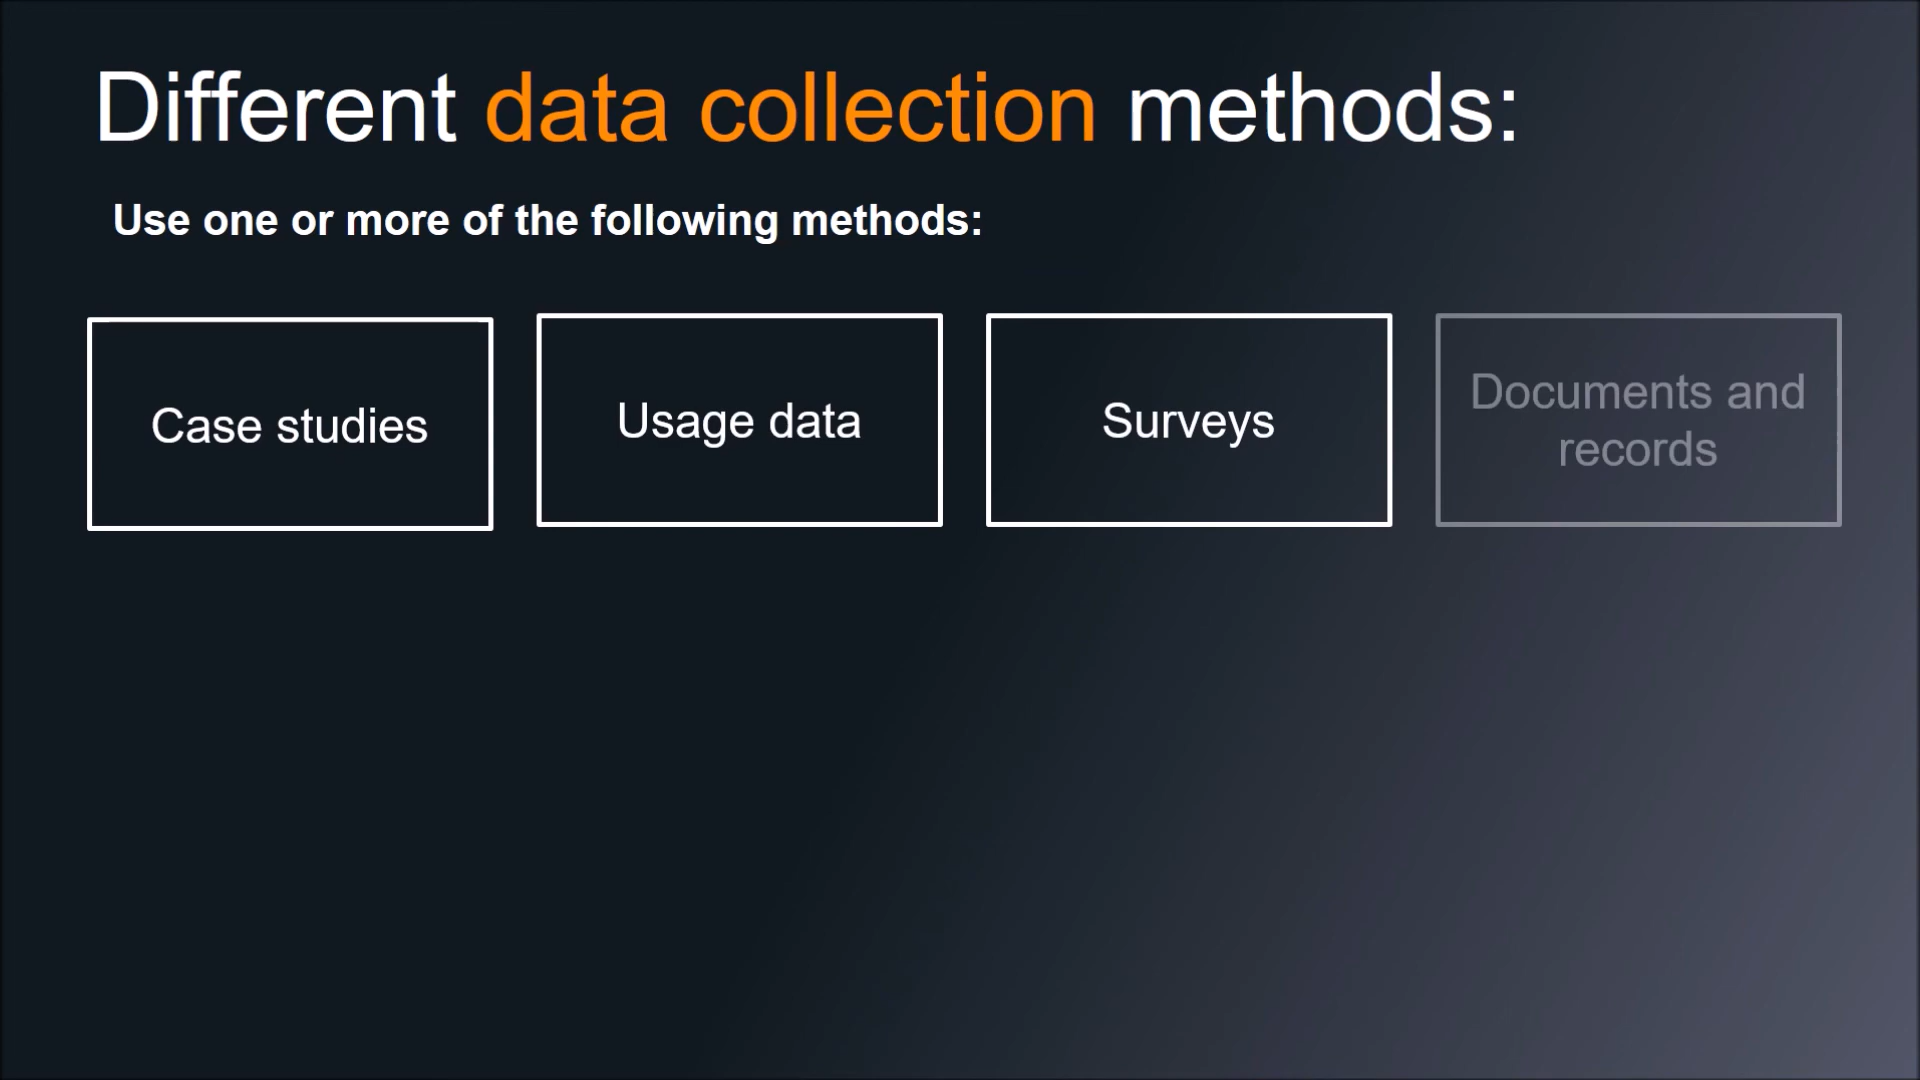 Different data collection methods:
Use one or more of the following methods:
Case studies
Usage data
Surveys
Documents and
records